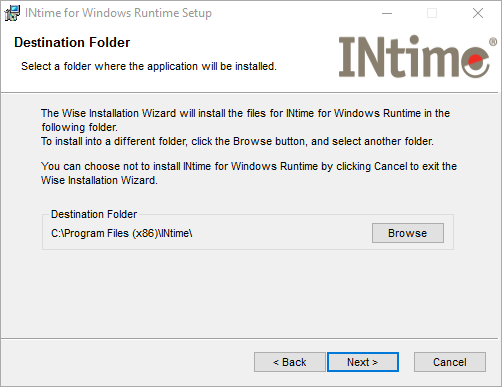 INtime for Windows Runtime Setup
Destination Folder
Select a folder where the application will be installed.
INtime®
The Wise Installation Wizard will install the files for INtime for Windows Runtime in the
following folder.
To install into a different folder, click the Browse button, and select another folder.
You can choose not to install INtime for Windows Runtime by clicking Cancel to exit the
Wise Installation Wizard.
Destination Folder
C:\Program Files (x86)\INtime\
Browse
< Back
Next >
Cancel